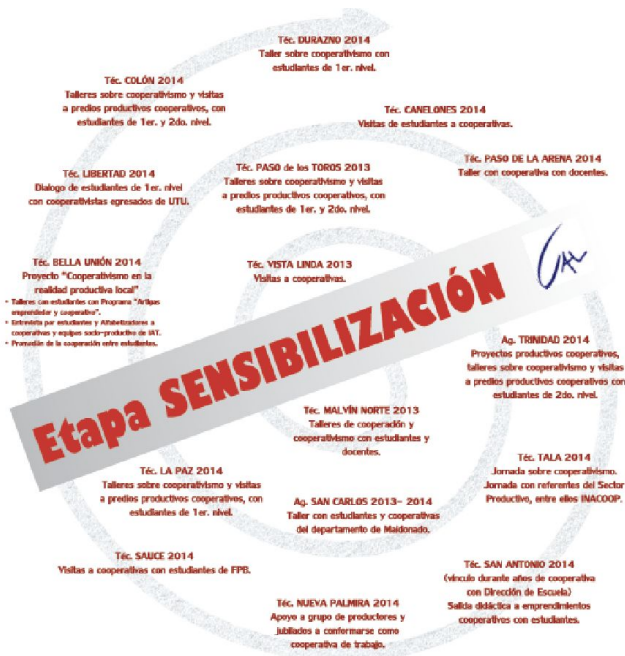 Téc. DURAZNO 2014
Taller sobre cooperativismo con
estudiantes de 1er. nivel.
Téc. COLÓN 2014
Talleres sobre cooperativismo y visitas
a predios productivos cooperativos, con
estudiantes de 1er. y 2do. nivel.
Téc. CANELONES 2014
Visitas de estudiantes a cooperativas.
Téc. LIBERTAD 2014
Dialogo de estudiantes de 1er. nivel
con cooperativistas egresados de UTU.
Téc. PASO de los TOROS 2013
Talleres sobre cooperativismo y visitas
a predios productivos cooperativos, con
estudiantes de 1er. y 2do. nivel.
Téc. PASO DE LA ARENA 2014
Taller con cooperativa con docentes.
Téc. BELLA UNIÓN 2014
Proyecto "Cooperativismo en la
realidad productiva local"
• Talleres con estudiantes con Programa "Artigas
emprendedor y cooperativo".
• Entrevista por estudiantes y Alfabetizadores a
cooperativas y equipos socio-productivo de IAT.
• Promoción de la cooperación entre estudiantes.
Téc. VISTA LINDA 2013
Visitas a cooperativas.
Etapa SENSIBILIZACIÓN
Ag. TRINIDAD 2014
Proyectos productivos cooperativos,
talleres sobre cooperativismo y visitas
a predios productivos cooperativos con
estudiantes de 2do. nivel.
Téc. MALVÍN NORTE 2013
Talleres de cooperación y
cooperativismo con estudiantes y
docentes.
Téc. LA PAZ 2014
Talleres sobre cooperativismo y visitas
a predios productivos cooperativos, con
estudiantes de 1er. nivel.
Ag. SAN CARLOS 2013- 2014
Taller con estudiantes y cooperativas
del departamento de Maldonado.
Téc. TALA 2014
Jornada sobre cooperativismo.
Jornada con referentes del Sector
Productivo, entre ellos INACOOP.
Téc. SAUCE 2014
Visitas a cooperativas con estudiantes de FPB.
Téc. SAN ANTONIO 2014
(vinculo durante años de cooperativa
con Dirección de Escuela)
Salida didáctica a emprendimientos
cooperativos con estudiantes.
Téc. NUEVA PALMIRA 2014
Apoyo a grupo de productores y
jubilados a conformarse como
cooperativa de trabajo.